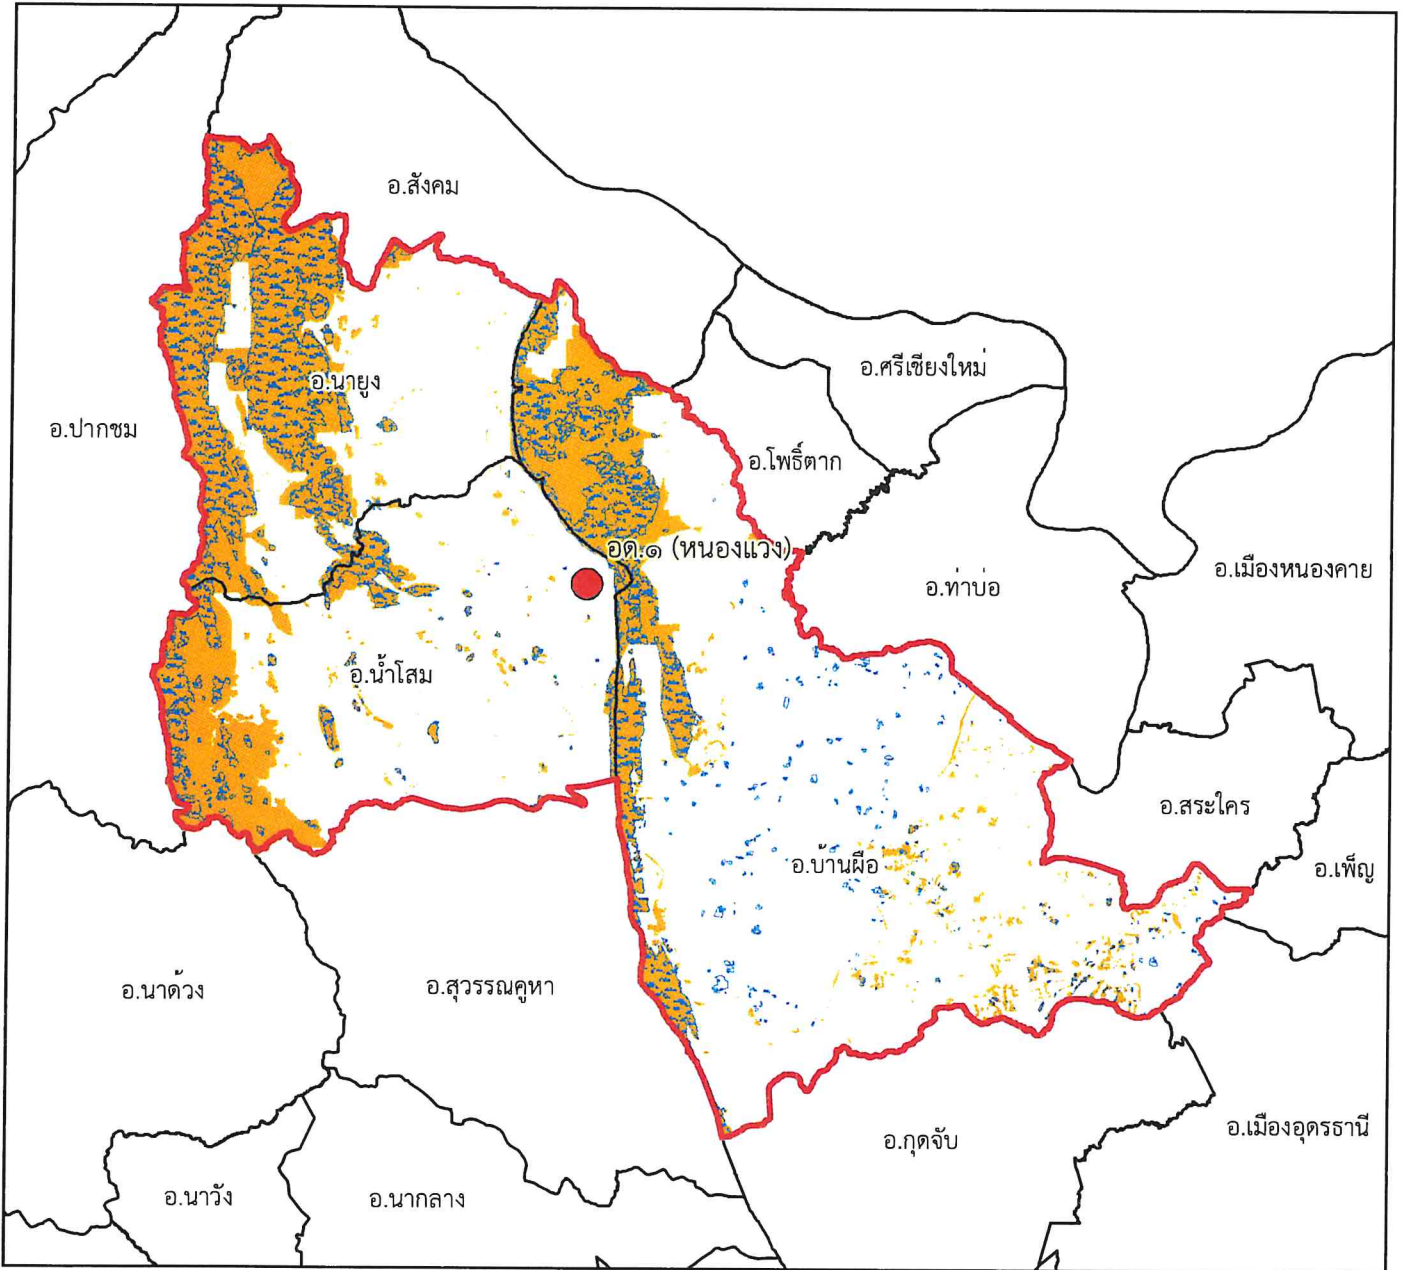 อ.สังคม
อ.ศรีเชียงใหม่
อ.นายูง
อ.ปากชม
อ.โพธิ์ตาก
อด.๑ (หนองแวง)
อ.เมืองหนองคาย
อ.ท่าบ่อ
อ.น้ำโสม
อ.สระใคร
อ.บ้านผือ
อ.เพ็ญ
อ.นาด้วง
อ.สุวรรณคูหา
อ.เมืองอุดรธานี
อ.กุดจับ
อ.นาวัง
อ.นากลาง